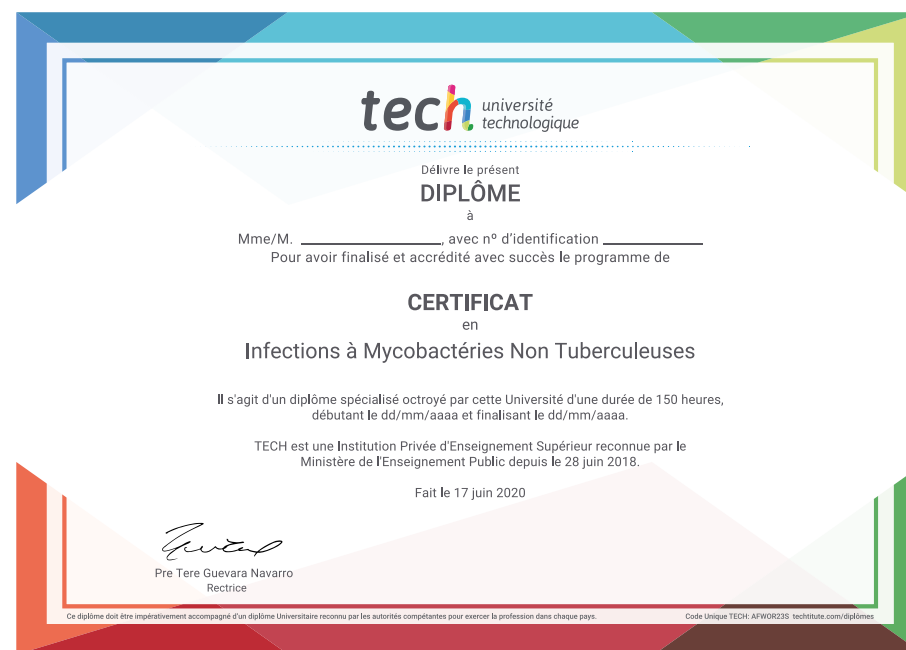 tech université
technologique
Délivre le présent
DIPLÔME
à
Mme/M. ____________________, avec nº d'identification ______________
Pour avoir finalisé et accrédité avec succès le programme de
CERTIFICAT
en
Infections à Mycobactéries Non Tuberculeuses
Il s'agit d'un diplôme spécialisé octroyé par cette Université d'une durée de 150 heures,
débutant le dd/mm/aaaa et finalisant le dd/mm/aaaa.
TECH est une Institution Privée d'Enseignement Supérieur reconnue par le
Ministère de l'Enseignement Public depuis le 28 juin 2018.
Fait le 17 juin 2020
Pre Tere Guevara Navarro
Rectrice
Ce diplôme doit être impérativement accompagné d'un diplôme Universitaire reconnu par les autorités compétantes pour exercer la profession dans chaque pays.
Code Unique TECH: AFWOR23S techtitute.com/diplômes